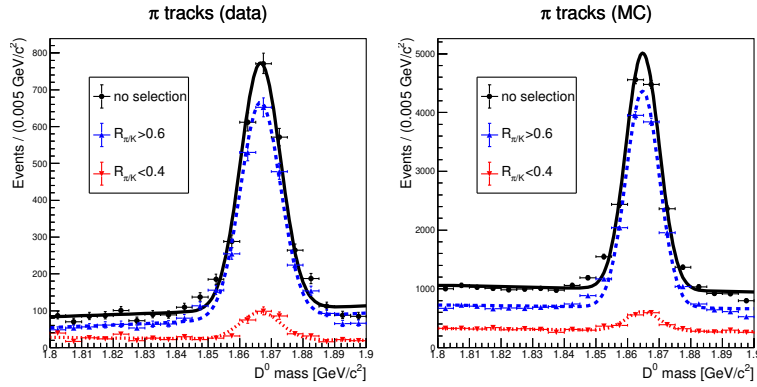 π tracks (data)
Events / (0.005 GeV/c²)
800
700
600
500
400
300
200
100
0
no selection
R_π/K>0.6
R_π/K<0.4
1.8 1.81 1.82 1.83 1.84 1.85 1.86 1.87 1.88 1.89 1.9
D⁰ mass [GeV/c²]
π tracks (MC)
Events / (0.005 GeV/c²)
5000
4000
3000
2000
1000
0
no selection
R_π/K>0.6
R_π/K<0.4
1.8 1.81 1.82 1.83 1.84 1.85 1.86 1.87 1.88 1.89 1.9
D⁰ mass [GeV/c²]